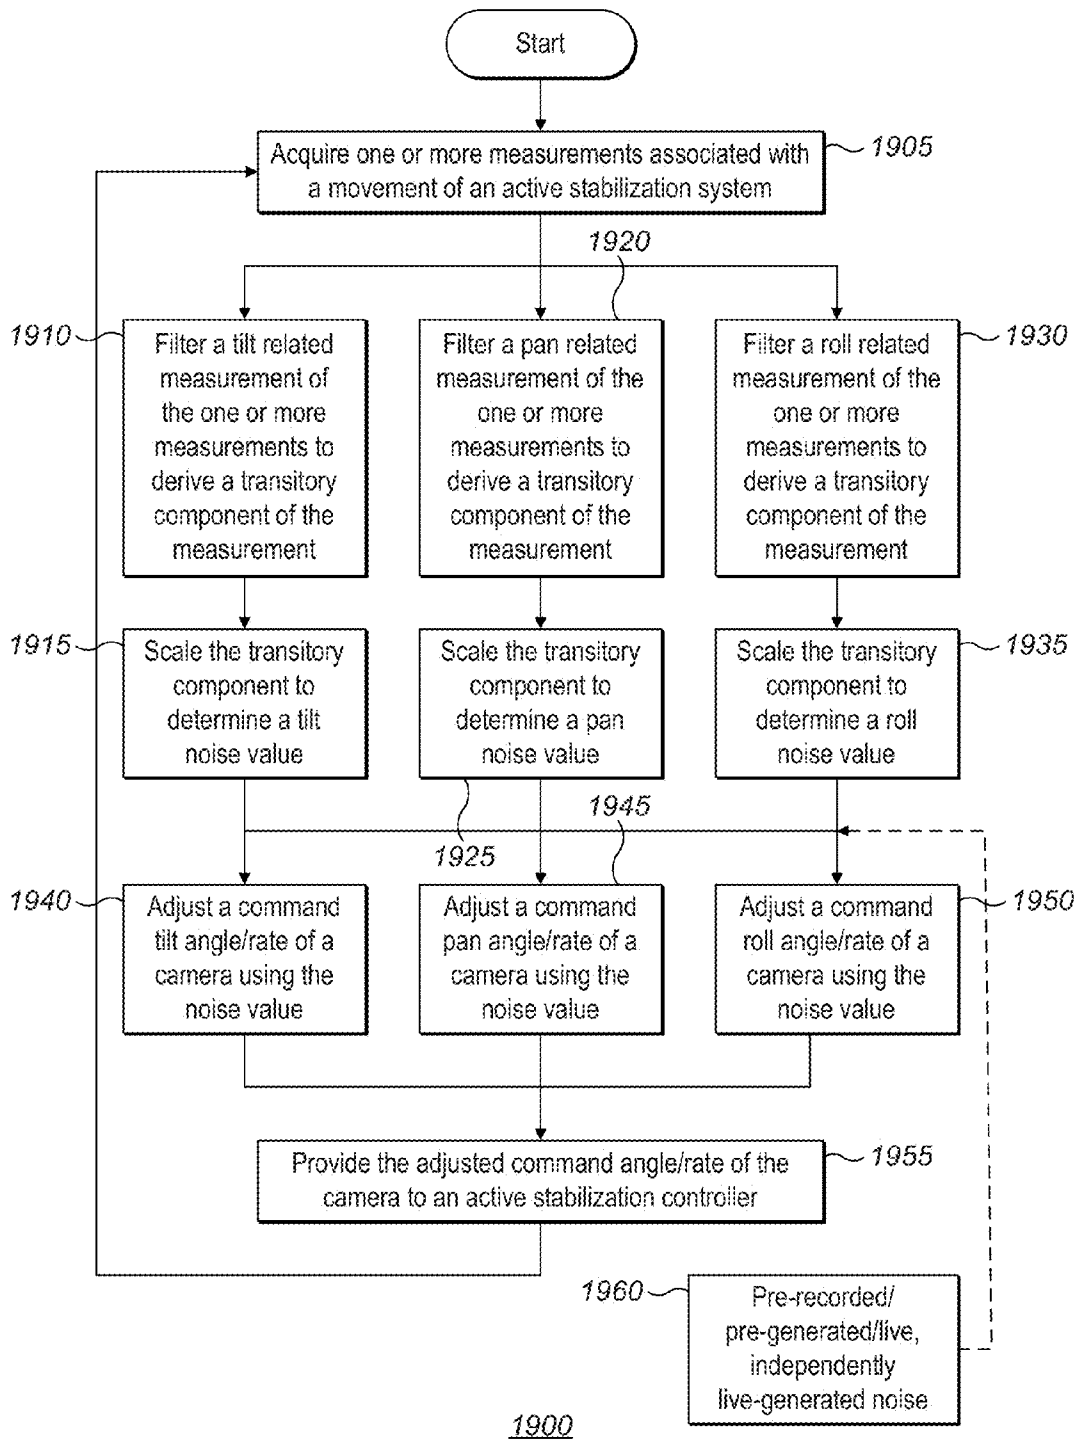 Start
Acquire one or more measurements associated with
a movement of an active stabilization system
1905
1920
1910
Filter a tilt related
measurement of
the one or more
measurements to
derive a transitory
component of the
measurement
Filter a pan related
measurement of the
one or more
measurements to
derive a transitory
component of the
measurement
Filter a roll related
measurement of the
one or more
measurements to
derive a transitory
component of the
measurement
1930
1915
Scale the transitory
component to
determine a tilt
noise value
Scale the transitory
component to
determine a pan
noise value
Scale the transitory
component to
determine a roll
noise value
1935
1925
1945
1940
Adjust a command
tilt angle/rate of a
camera using the
noise value
Adjust a command
pan angle/rate of a
camera using the
noise value
Adjust a command
roll angle/rate of a
camera using the
noise value
1950
Provide the adjusted command angle/rate of the
camera to an active stabilization controller
1955
1960
Pre-recorded/
pre-generated/live,
independently
live-generated noise
1900